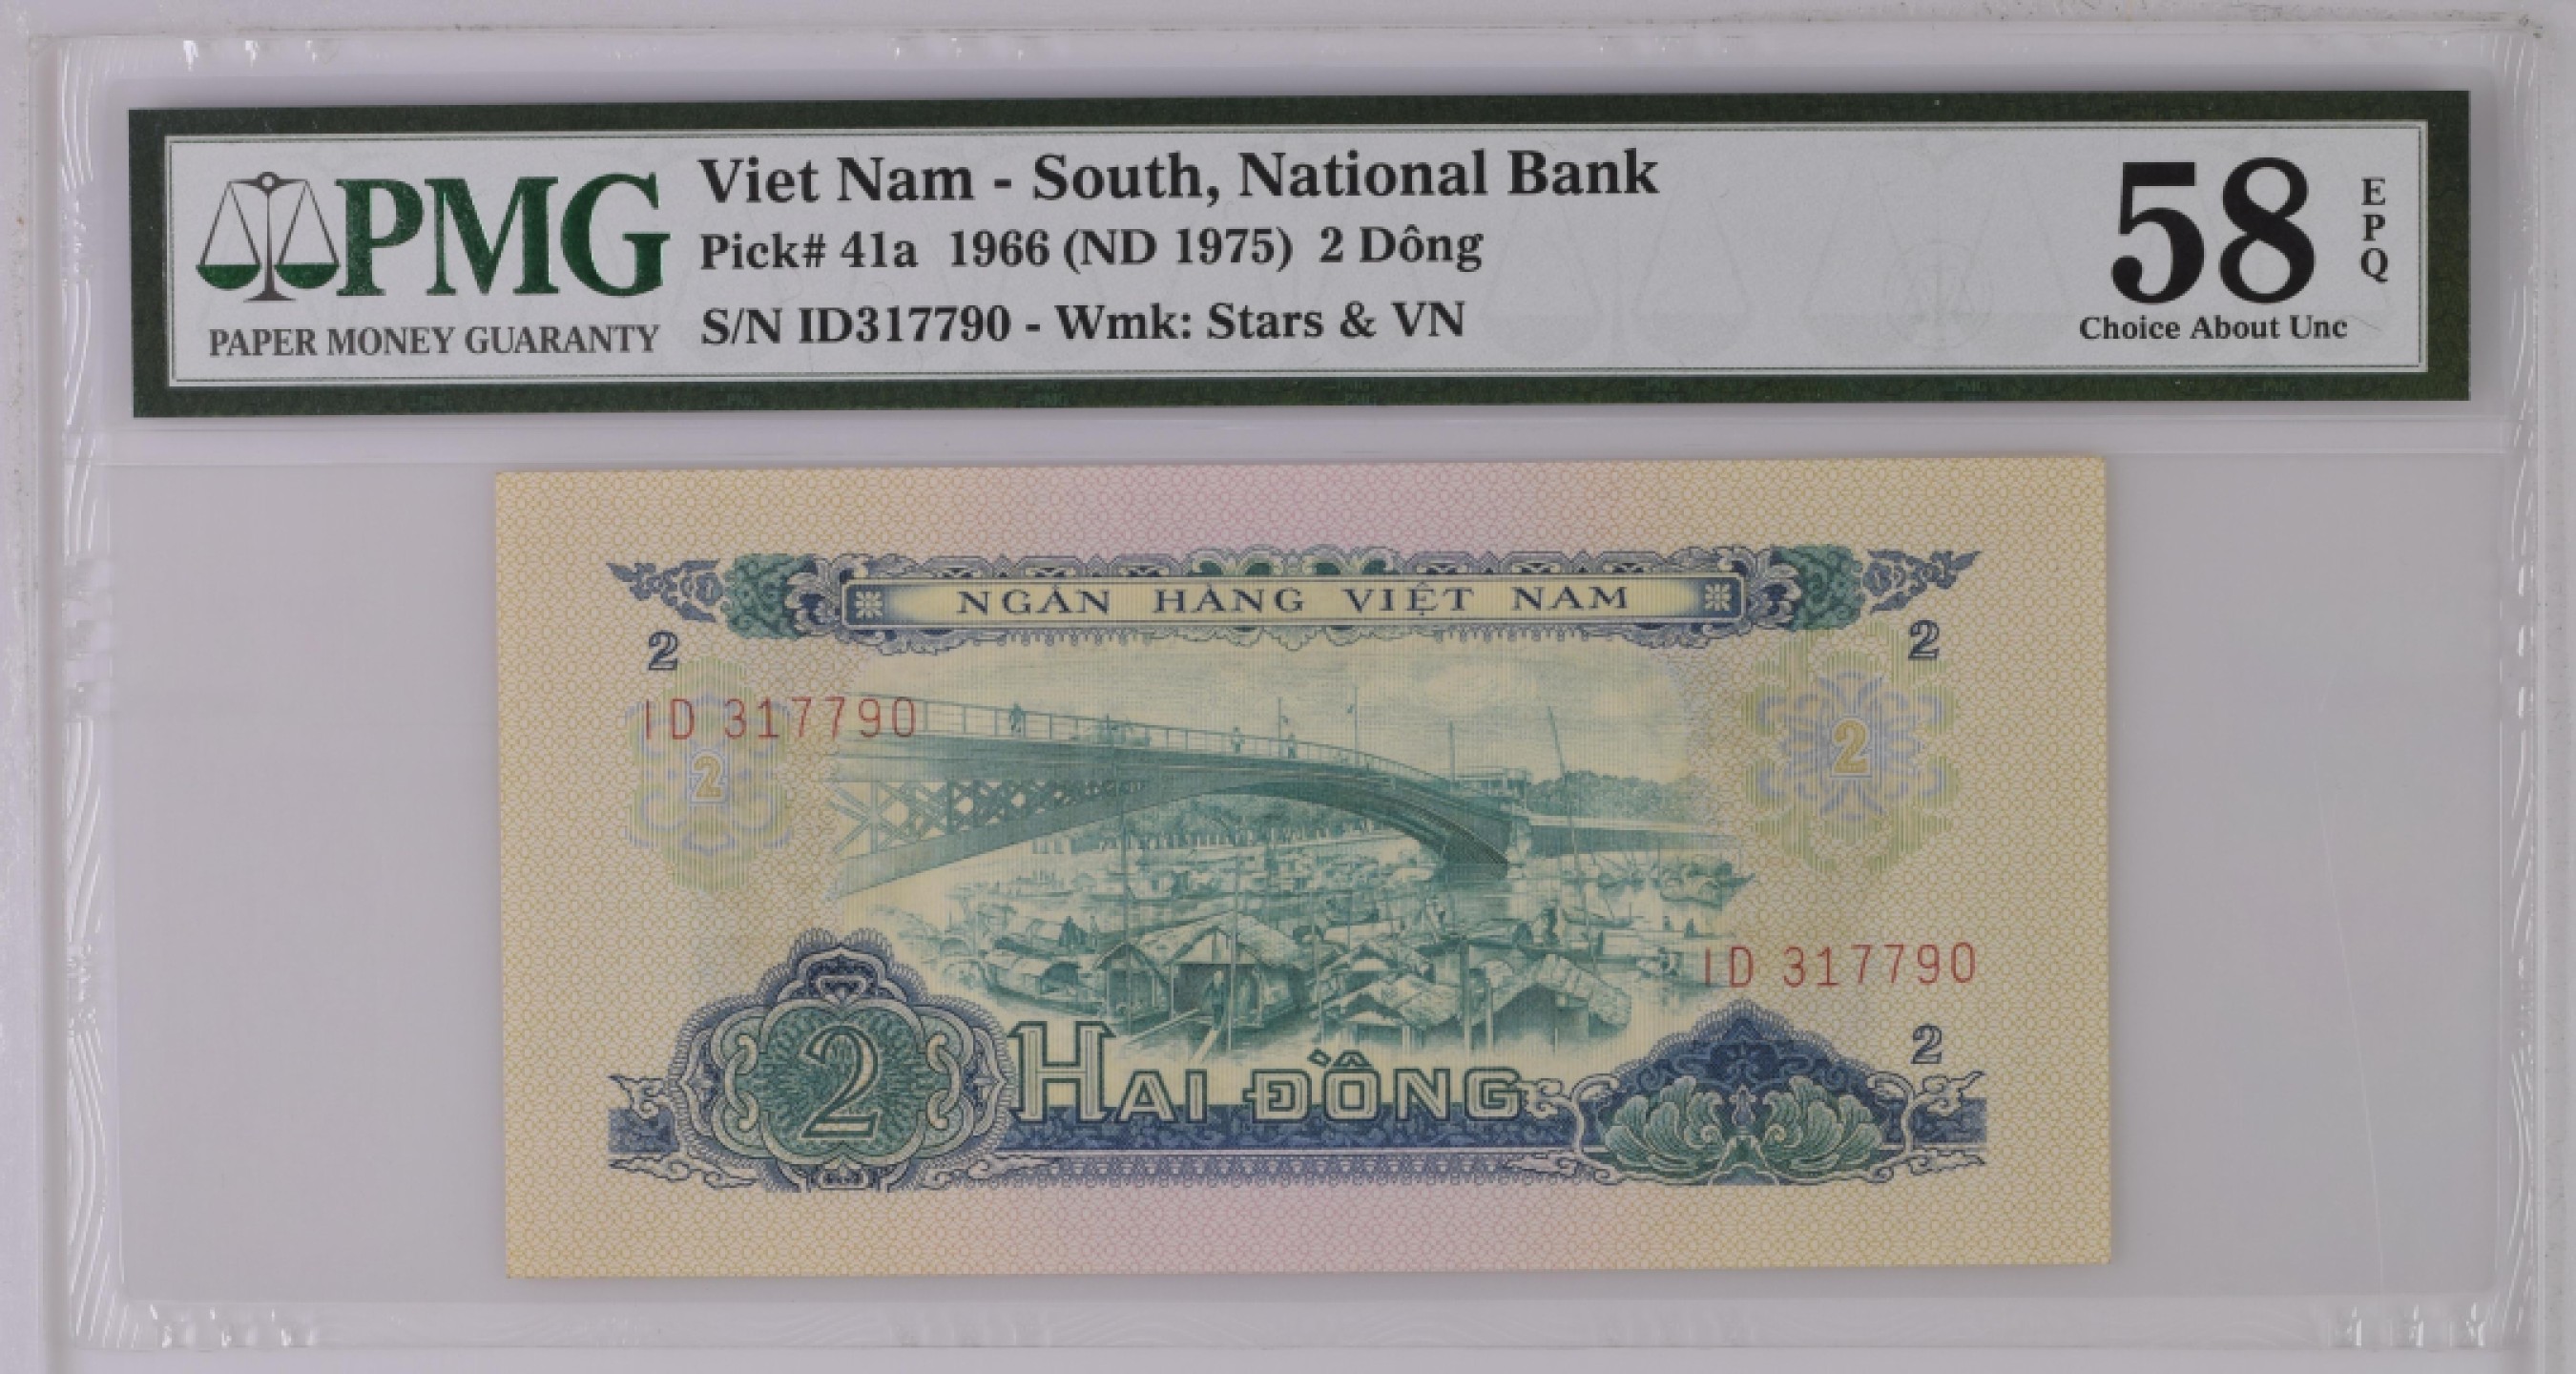 PMG
PAPER MONEY GUARANTY
Viet Nam - South, National Bank
Pick# 41a 1966 (ND 1975) 2 Dông
S/N ID317790 - Wmk: Stars & VN
58
EPQ
Choice About Unc
NGÂN HÀNG VIỆT NAM
2
2
ID 317790
2
2
ID 317790
2
2
HAI ĐỒNG